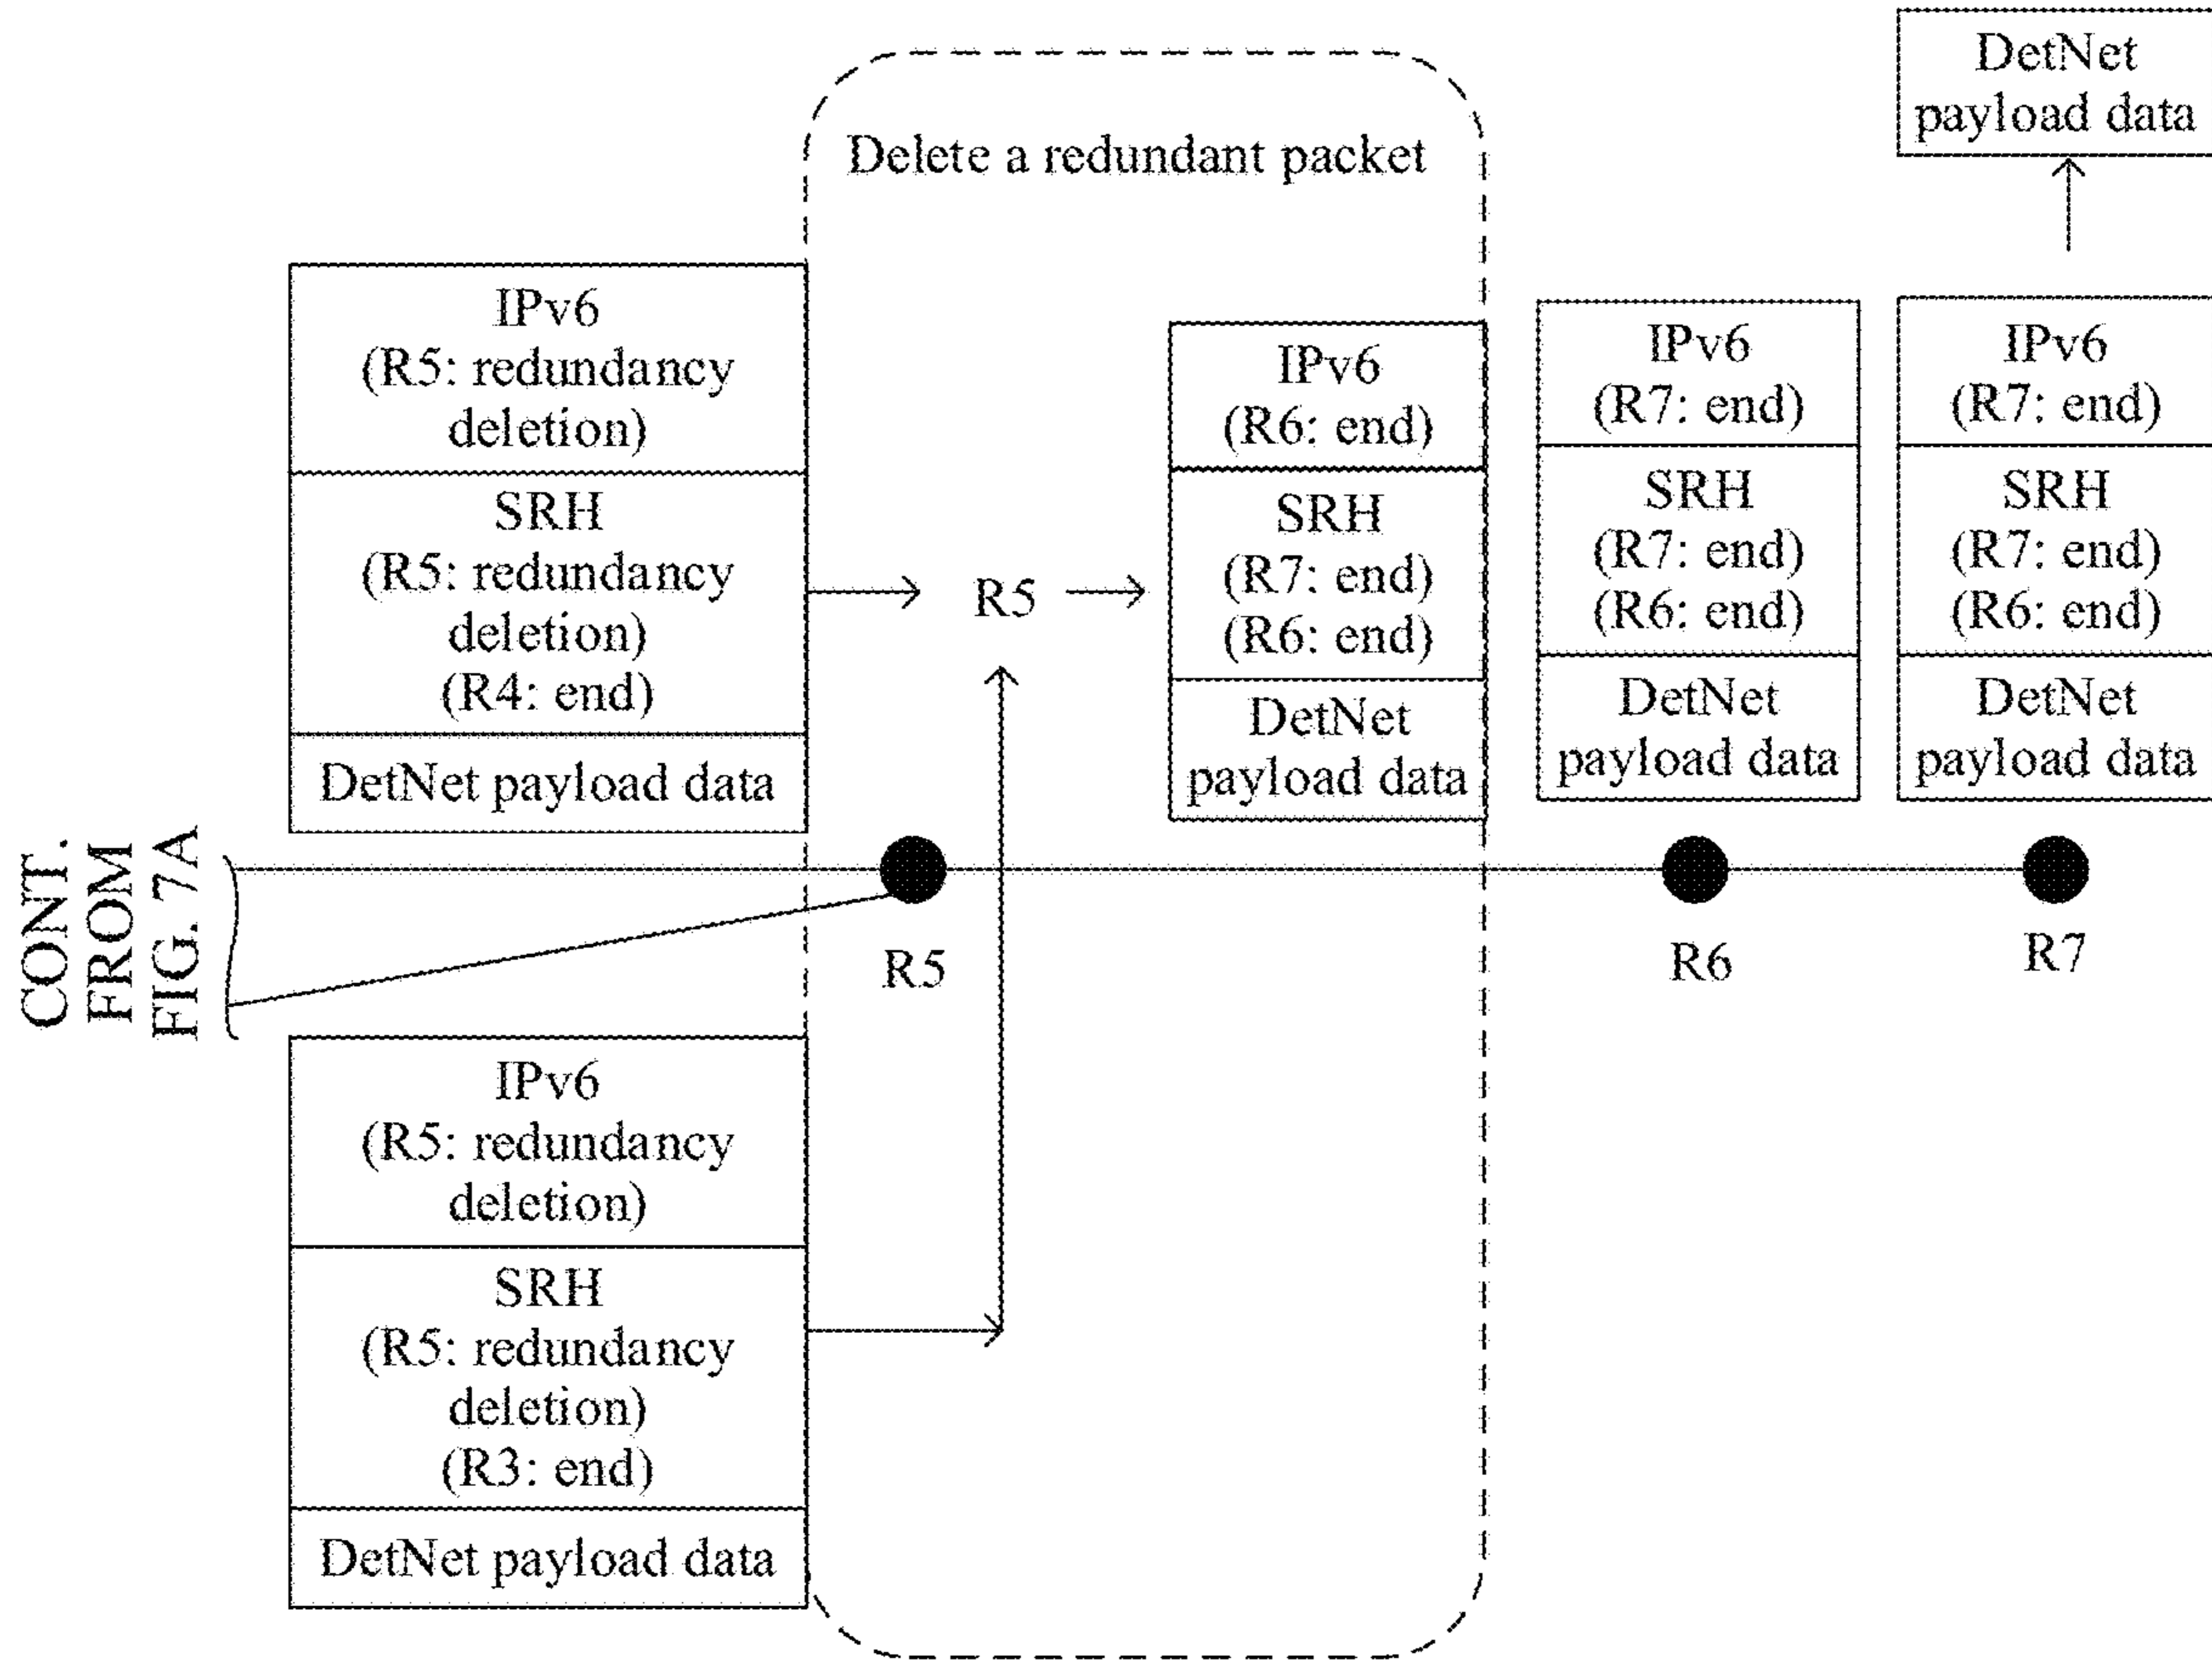 DetNet
payload data
Delete a redundant packet
IPv6
(R5: redundancy
deletion)
SRH
(R5: redundancy
deletion)
(R4: end)
DetNet payload data
R5
IPv6
(R6: end)
SRH
(R7: end)
(R6: end)
DetNet
payload data
IPv6
(R7: end)
SRH
(R7: end)
(R6: end)
DetNet
payload data
IPv6
(R7: end)
SRH
(R7: end)
(R6: end)
DetNet
payload data
CONT.
FROM
FIG. 7A
R5
R6
R7
IPv6
(R5: redundancy
deletion)
SRH
(R5: redundancy
deletion)
(R3: end)
DetNet payload data